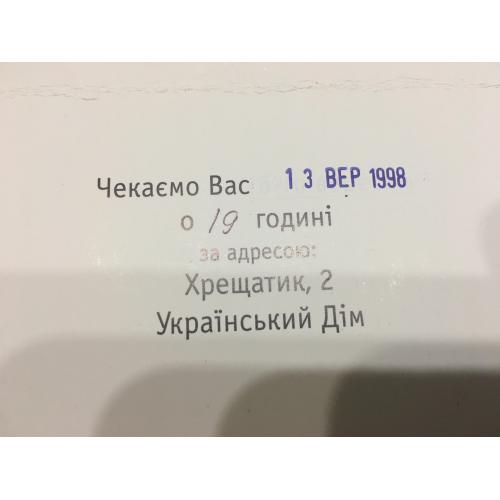 Чекаємо Вас 13 ВЕР 1998
о 19 годині
за адресою:
Хрещатик, 2
Український Дім